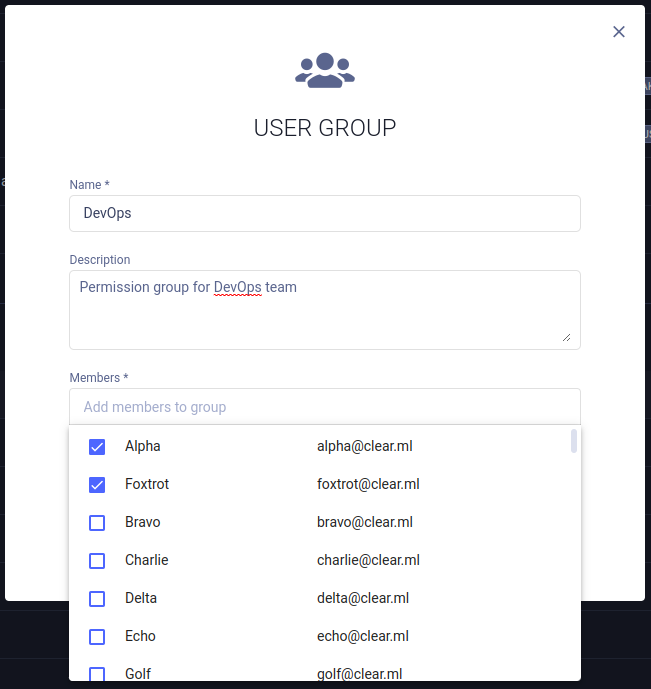 USER GROUP
Name *
DevOps
Description
Permission group for DevOps team
Members *
Add members to group
Alpha alpha@clear.ml
Foxtrot foxtrot@clear.ml
Bravo bravo@clear.ml
Charlie charlie@clear.ml
Delta delta@clear.ml
Echo echo@clear.ml
Golf golf@clear.ml